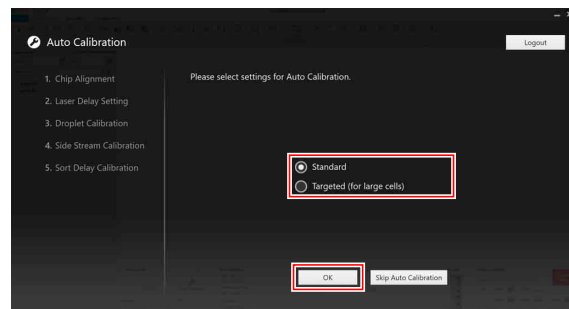 Auto Calibration
Logout
1. Chip Alignment
2. Laser Delay Setting
3. Droplet Calibration
4. Side Stream Calibration
5. Sort Delay Calibration
Please select settings for Auto Calibration.
Standard
Targeted (for large cells)
OK
Skip Auto Calibration